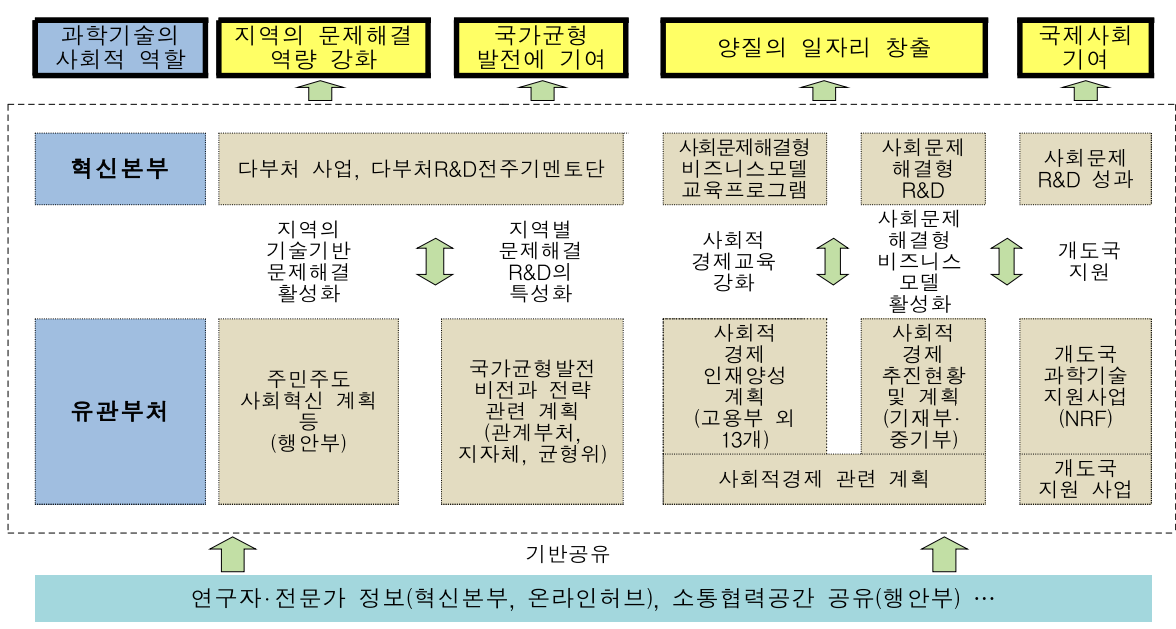 과학기술의
사회적 역할
지역의 문제해결
역량 강화
국가균형
발전에 기여
양질의 일자리 창출
국제사회
기여
혁신본부
다부처 사업, 다부처R&D전주기멘토단
사회문제해결형
비즈니스모델
교육프로그램
사회문제
해결형
R&D
사회문제
R&D 성과
지역의
기술기반
문제해결
활성화
지역별
문제해결
R&D의
특성화
사회적
경제교육
강화
사회문제
해결형
비즈니스
모델
활성화
개도국
지원
유관부처
주민주도
사회혁신 계획
등
(행안부)
국가균형발전
비전과 전략
관련 계획
(관계부처,
지자체, 균형위)
사회적
경제
인재양성
계획
(고용부 외
13개)
사회적
경제
추진현황
및 계획
(기재부·
중기부)
개도국
과학기술
지원사업
(NRF)
사회적경제 관련 계획
개도국
지원 사업
기반공유
연구자·전문가 정보(혁신본부, 온라인허브), 소통협력공간 공유(행안부) …